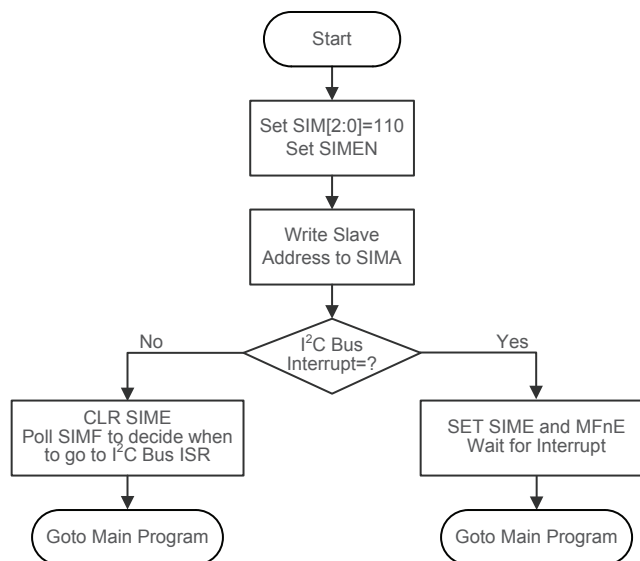 Start
Set SIM[2:0]=110
Set SIMEN
Write Slave
Address to SIMA
I²C Bus
Interrupt=?
No
Yes
CLR SIME
Poll SIMF to decide when
to go to I²C Bus ISR
SET SIME and MFnE
Wait for Interrupt
Goto Main Program
Goto Main Program